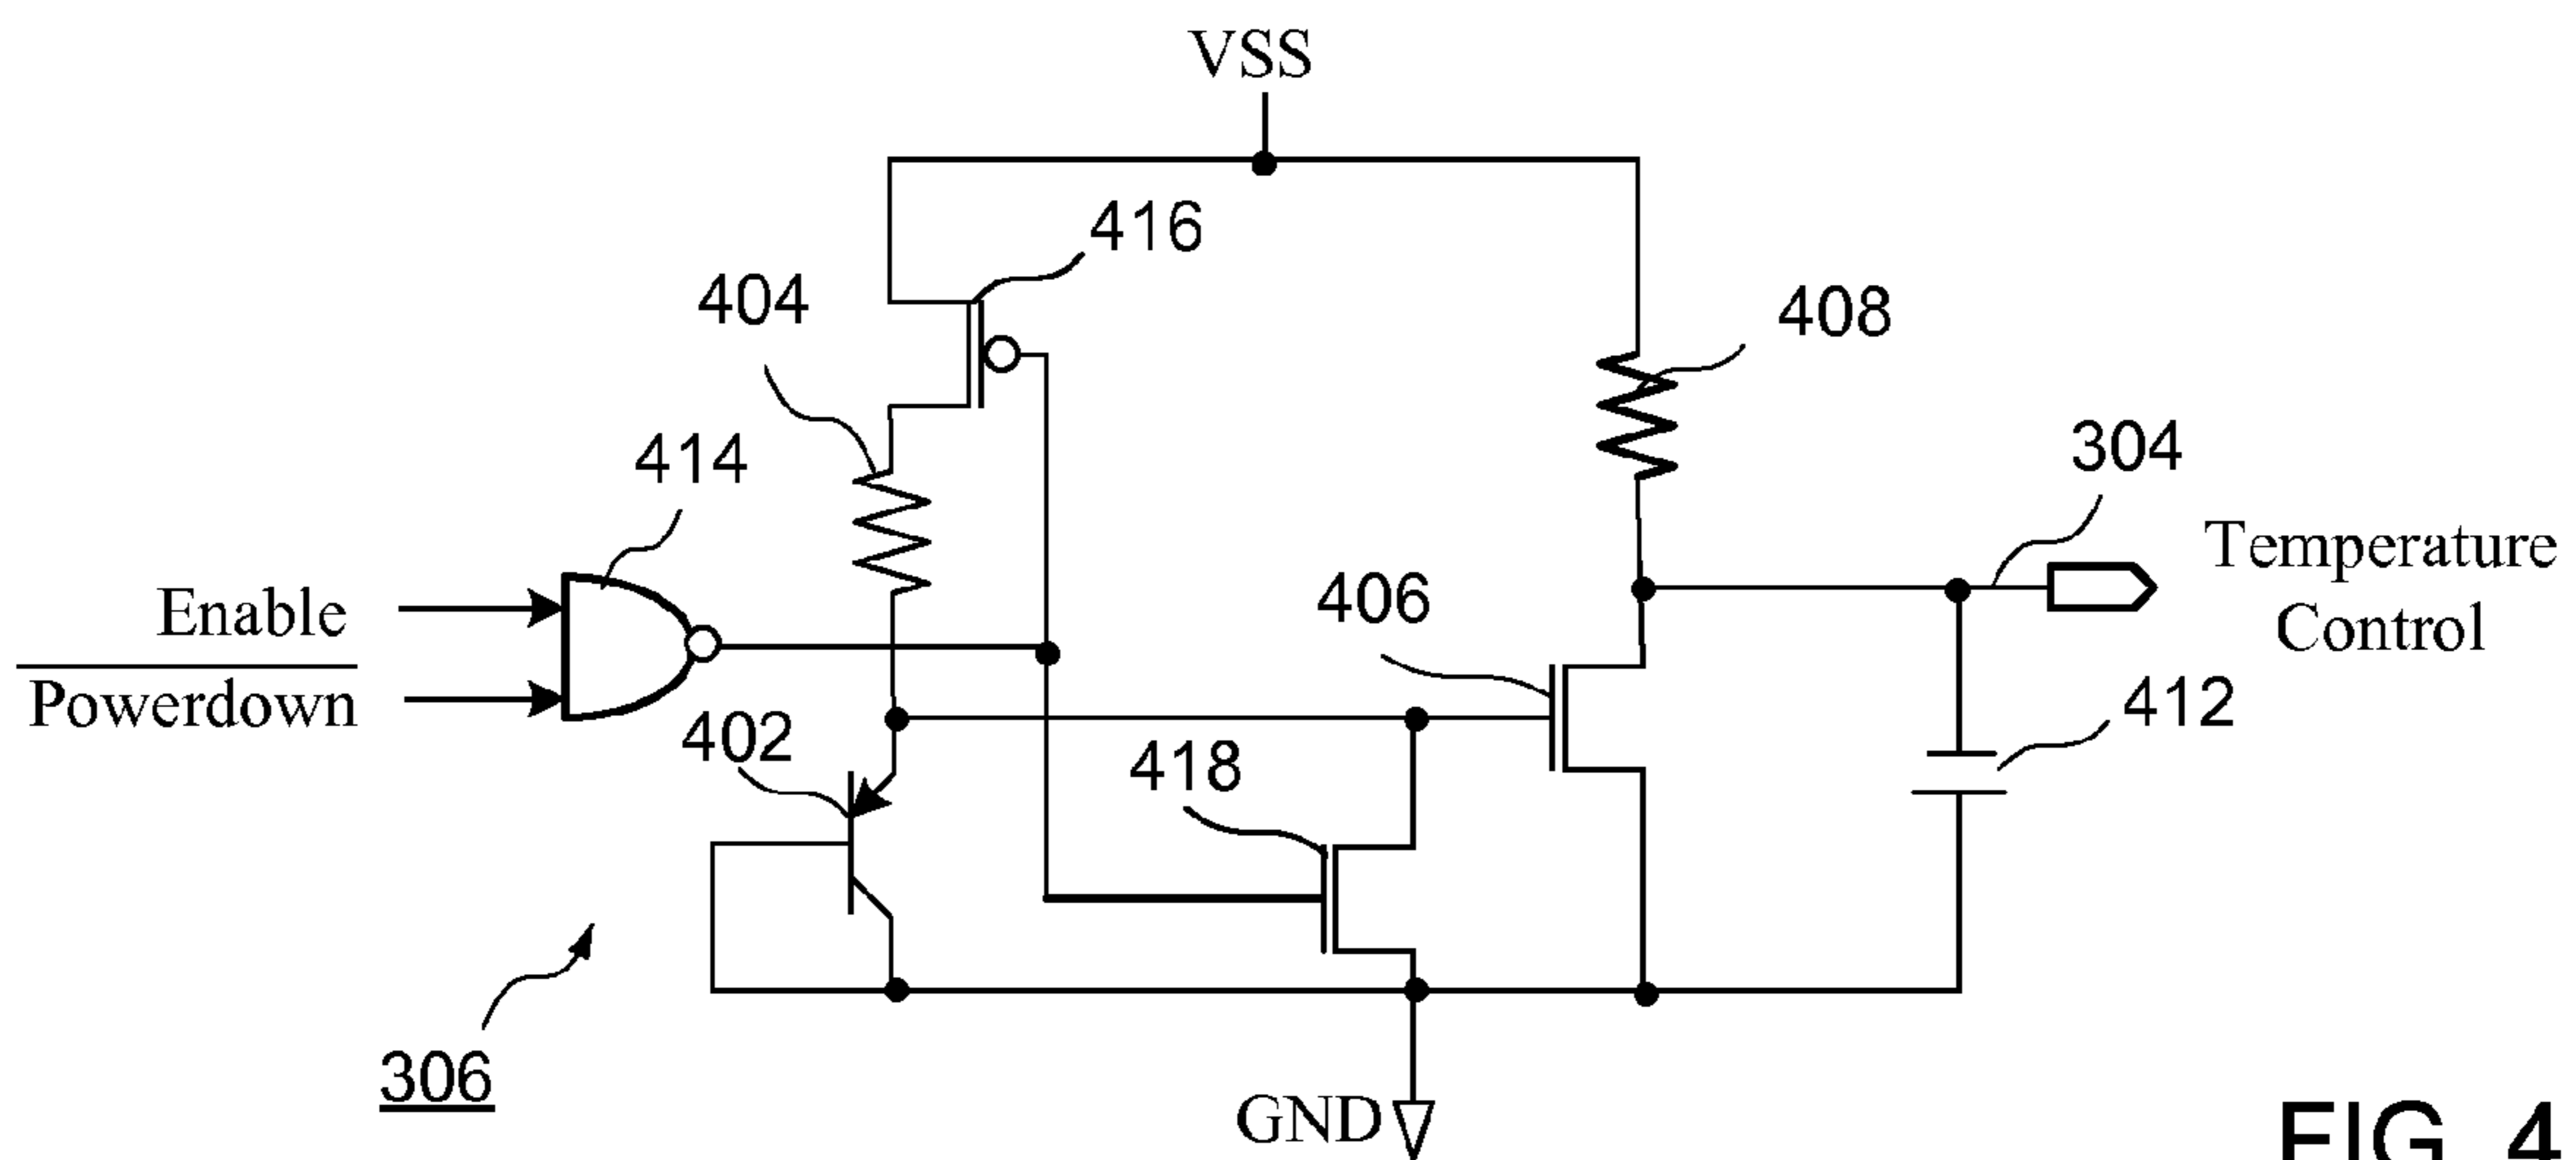 VSS
416
404
408
414
304
Temperature
Control
Enable
406
Powerdown
402
412
418
306
GND
FIG. 4